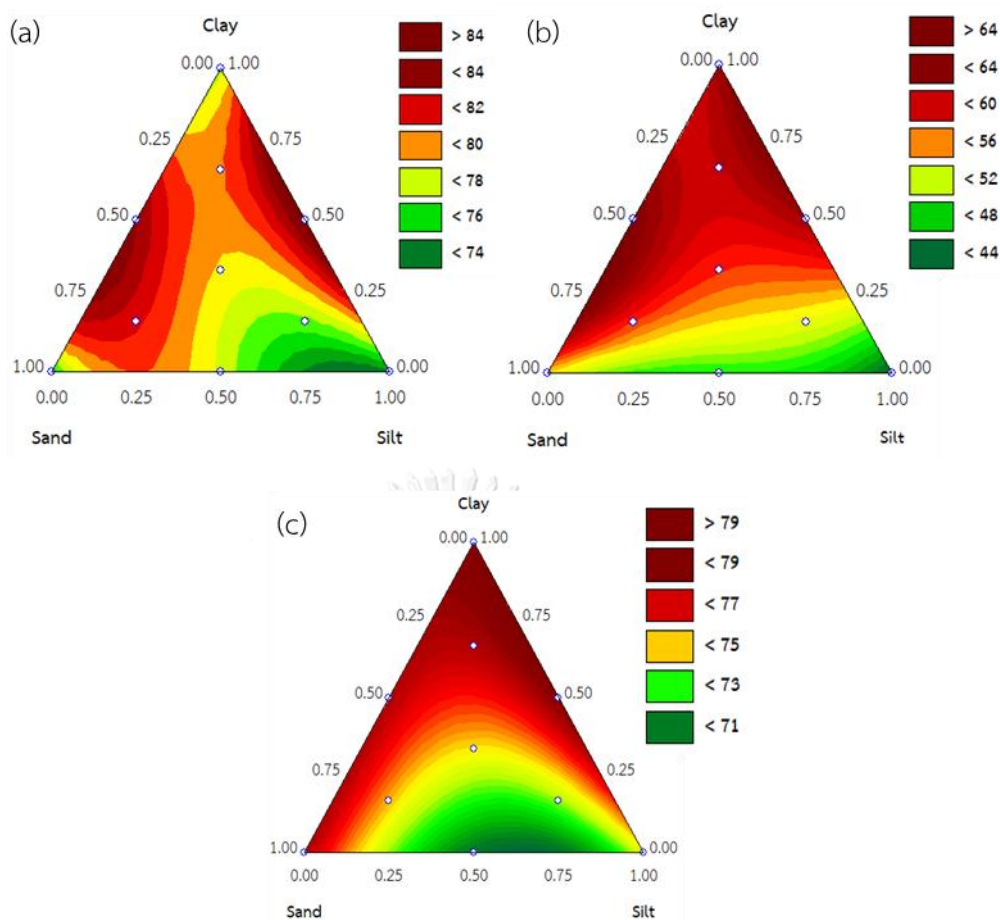 (a)
Clay
0.00 1.00
0.25 0.75
0.50 0.50
0.75 0.25
1.00 0.00
0.00 0.25 0.50 0.75 1.00
Sand Silt
> 84
< 84
< 82
< 80
< 78
< 76
< 74
(b)
Clay
0.00 1.00
0.25 0.75
0.50 0.50
0.75 0.25
1.00 0.00
0.00 0.25 0.50 0.75 1.00
Sand Silt
> 64
< 64
< 60
< 56
< 52
< 48
< 44
(c)
Clay
0.00 1.00
0.25 0.75
0.50 0.50
0.75 0.25
1.00 0.00
0.00 0.25 0.50 0.75 1.00
Sand Silt
> 79
< 79
< 77
< 75
< 73
< 71